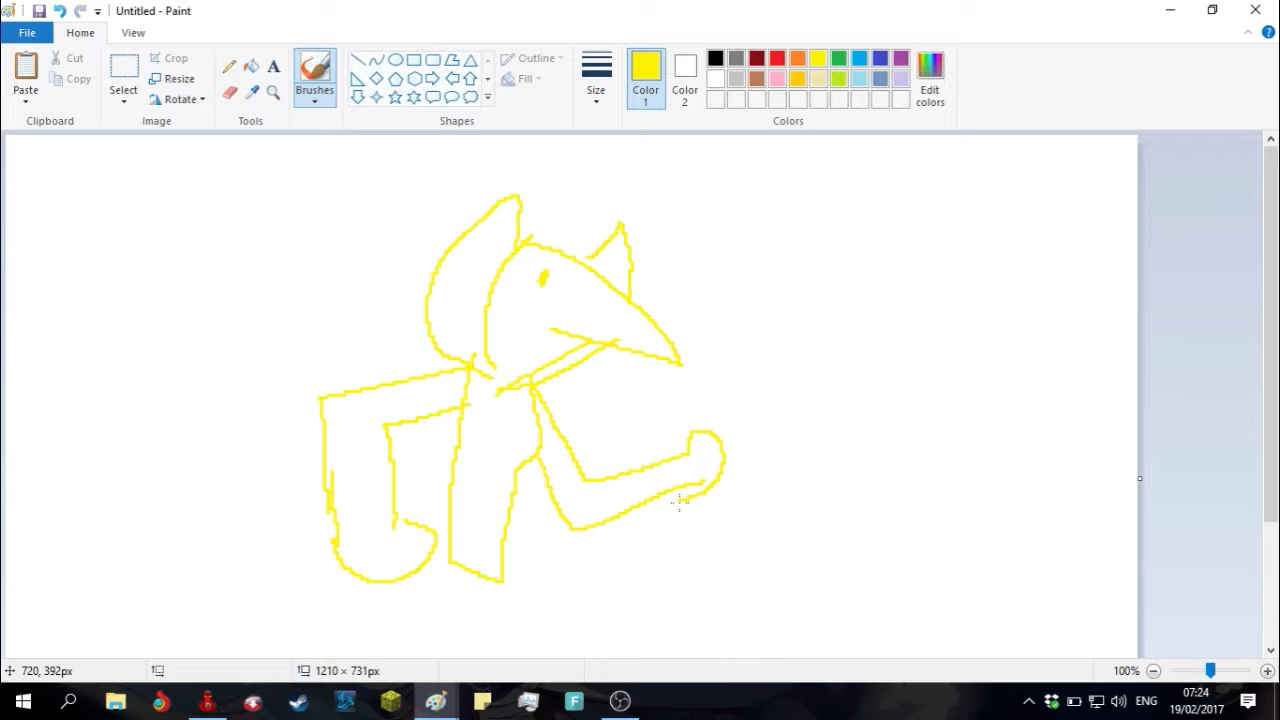 Untitled - Paint
File Home View
Paste
Cut
Copy
Clipboard
Select
Crop
Resize
Rotate
Image
A
Tools
Brushes
Shapes
Outline
Fill
Size
Color 1
Color 2
Edit colors
Colors
720, 392px
1210 × 731px
100%
F
ENG
07:24
19/02/2017